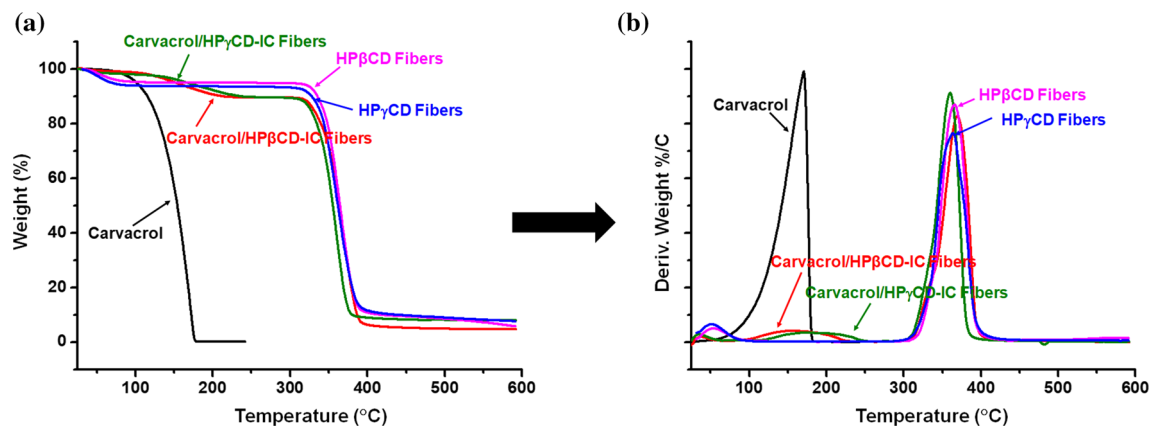 (a)
Carvacrol/HPγCD-IC Fibers
HPβCD Fibers
HPγCD Fibers
Carvacrol/HPβCD-IC Fibers
Carvacrol
Weight (%)
100
80
60
40
20
0
100
200
300
400
500
600
Temperature (°C)
(b)
Carvacrol
HPβCD Fibers
HPγCD Fibers
Carvacrol/HPβCD-IC Fibers
Carvacrol/HPγCD-IC Fibers
Deriv. Weight %/C
100
200
300
400
500
600
Temperature (°C)